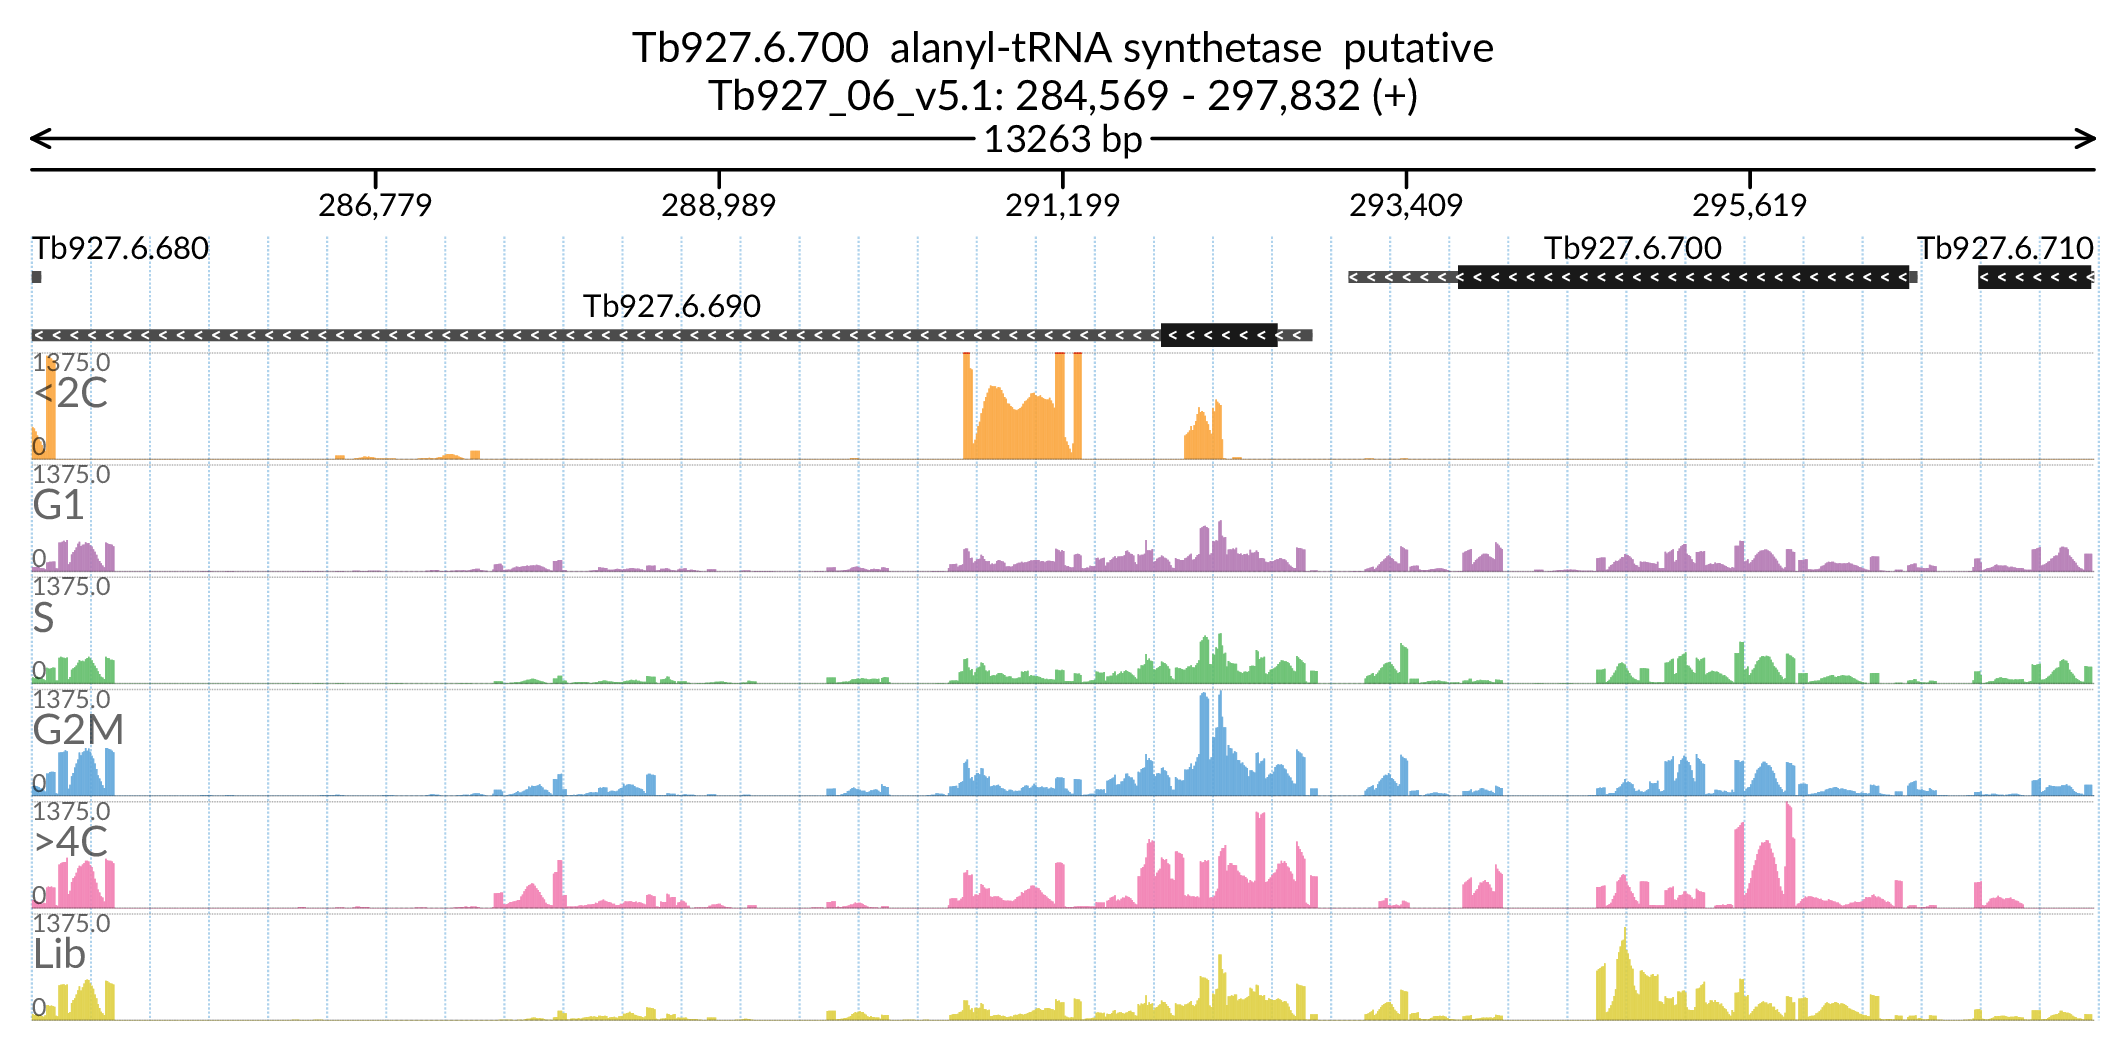 Tb927.6.700  alanyl-tRNA synthetase  putative
Tb927_06_v5.1: 284,569 - 297,832 (+)
13263 bp
286,779 288,989 291,199 293,409 295,619
Tb927.6.680 Tb927.6.700 Tb927.6.710
Tb927.6.690
1375.0
<2C
0
1375.0
G1
0
1375.0
S
0
1375.0
G2M
0
1375.0
>4C
0
1375.0
Lib
0